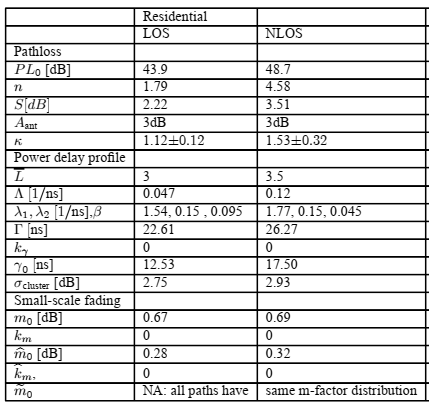 Residential
LOS NLOS
Pathloss
PL₀ [dB] 43.9 48.7
n 1.79 4.58
S[dB] 2.22 3.51
Aₐₙₜ 3dB 3dB
κ 1.12±0.12 1.53±0.32
Power delay profile
L̅ 3 3.5
Λ [1/ns] 0.047 0.12
λ₁, λ₂ [1/ns],β 1.54, 0.15 , 0.095 1.77, 0.15, 0.045
Γ [ns] 22.61 26.27
kᵧ 0 0
γ₀ [ns] 12.53 17.50
σcluster [dB] 2.75 2.93
Small-scale fading
m₀ [dB] 0.67 0.69
kₘ 0 0
m̂₀ [dB] 0.28 0.32
k̂ₘ, 0 0
m̃₀ NA: all paths have same m-factor distribution